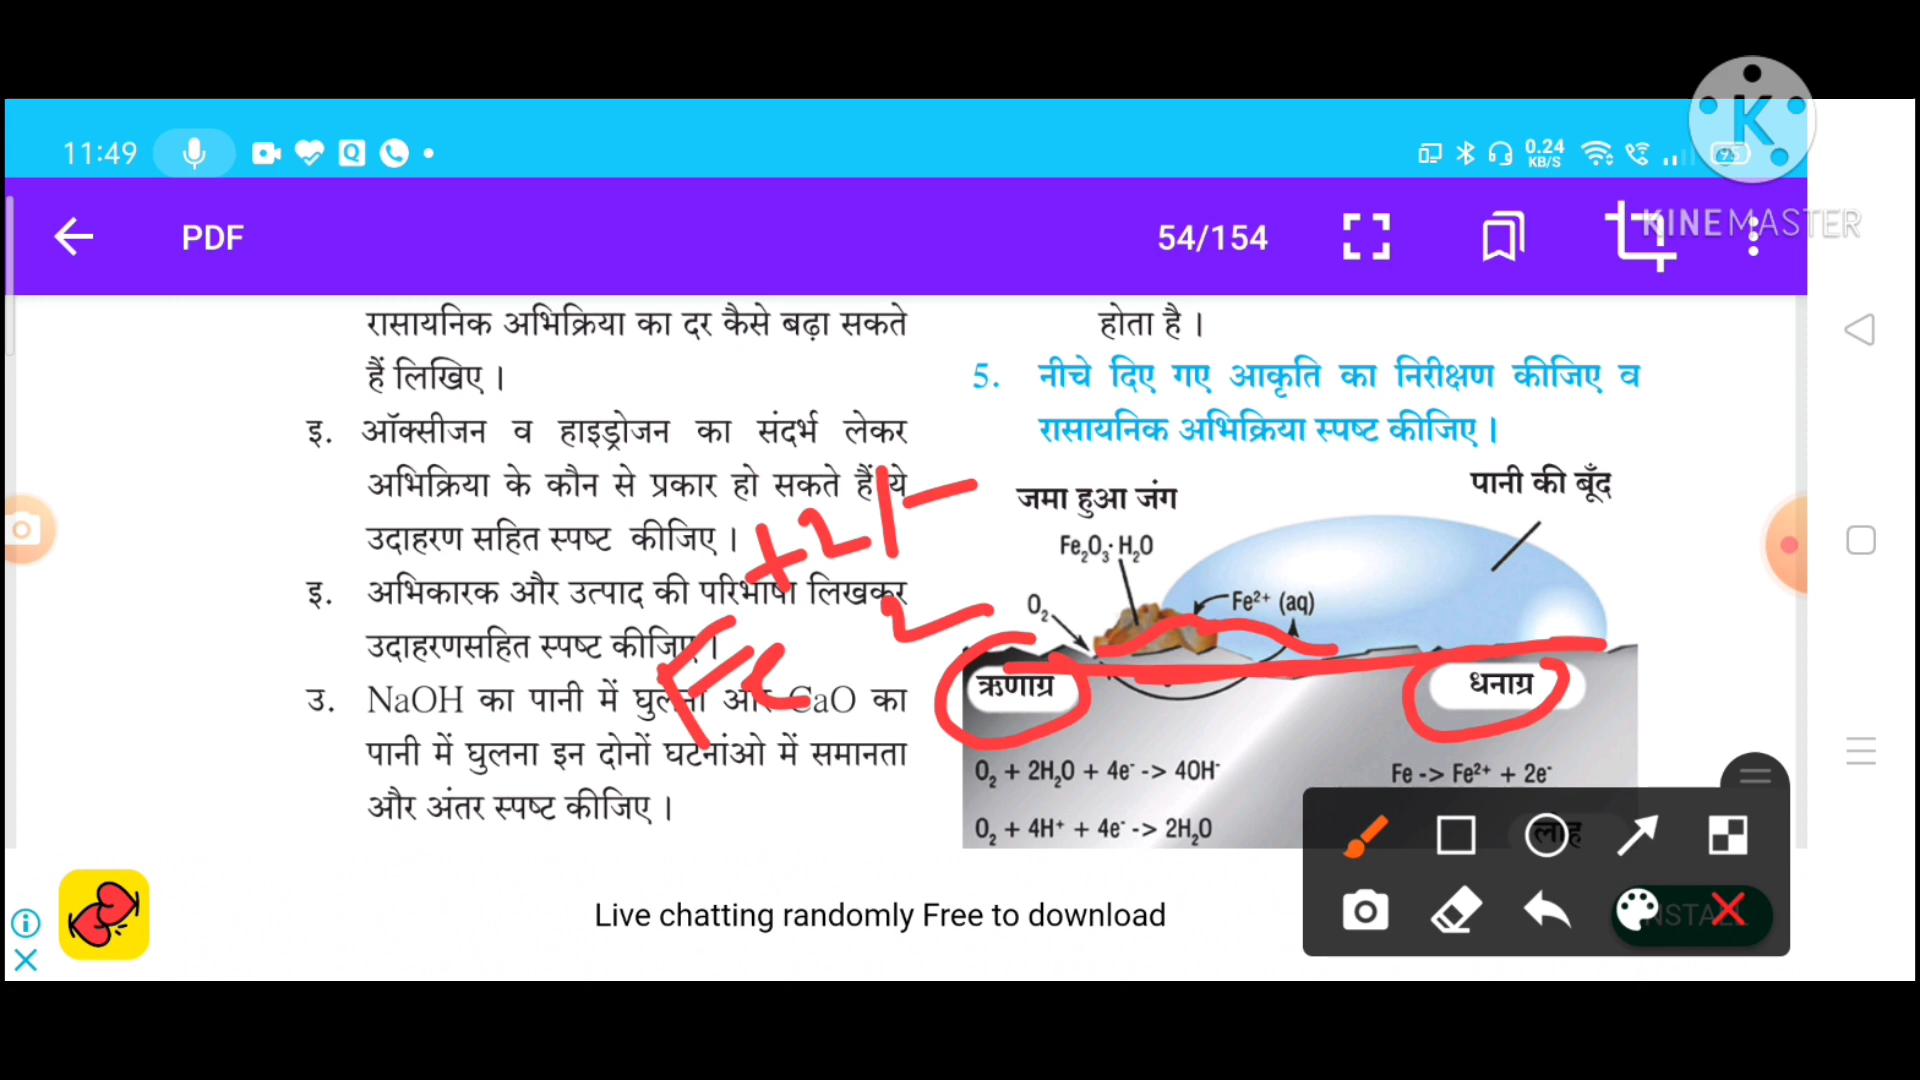 11:49
0.24
KB/S
KINEMASTER
PDF
54/154
रासायनिक अभिक्रिया का दर कैसे बढ़ा सकते
हैं लिखिए ।
इ. ऑक्सीजन व हाइड्रोजन का संदर्भ लेकर
अभिक्रिया के कौन से प्रकार हो सकते हैं ये
उदाहरण सहित स्पष्ट कीजिए ।
ई. अभिकारक और उत्पाद की परिभाषा लिखकर
उदाहरणसहित स्पष्ट कीजिए ।
उ. NaOH का पानी में घुलना और CaO का
पानी में घुलना इन दोनों घटनांओ में समानता
और अंतर स्पष्ट कीजिए ।
होता है ।
5. नीचे दिए गए आकृति का निरीक्षण कीजिए व
रासायनिक अभिक्रिया स्पष्ट कीजिए ।
पानी की बूँद
जमा हुआ जंग
Fe₂O₃·H₂O
O₂
Fe²⁺ (aq)
ऋणाग्र
धनाग्र
O₂ + 2H₂O + 4e⁻ -> 4OH⁻
Fe -> Fe²⁺ + 2e⁻
O₂ + 4H⁺ + 4e⁻ -> 2H₂O
Fe +2
Live chatting randomly Free to download